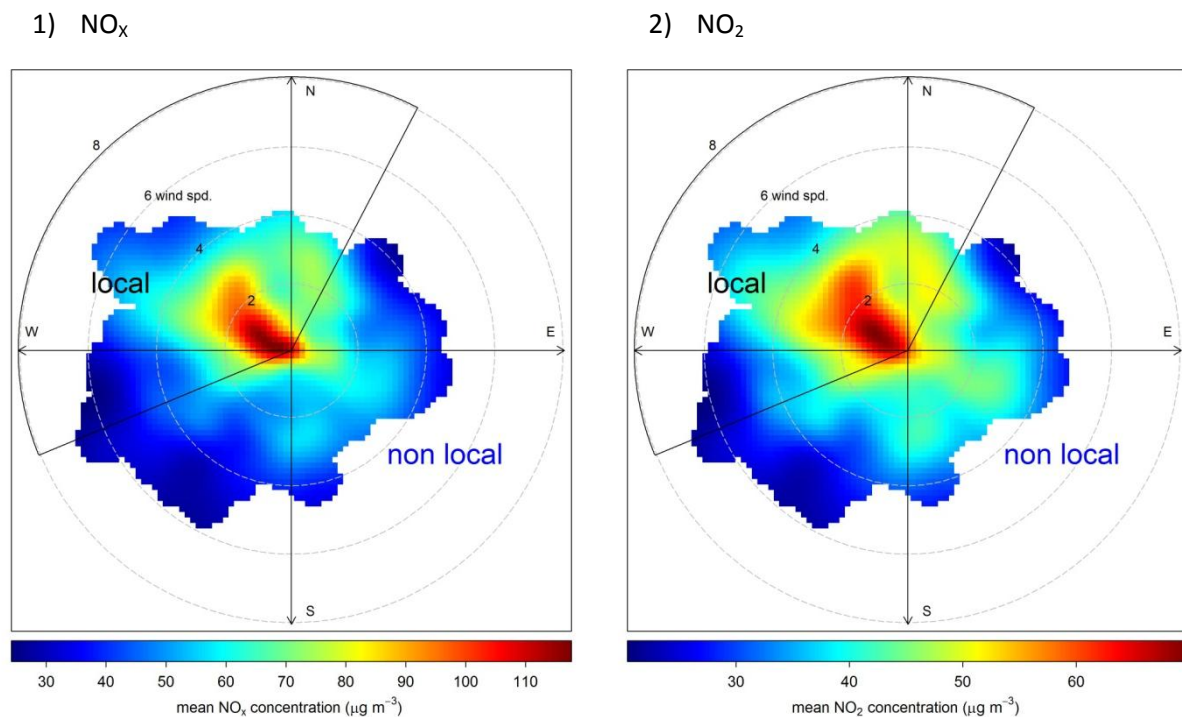 1) NOₓ
2) NO₂
N
8
6 wind spd.
4
local
2
W
E
non local
S
30 40 50 60 70 80 90 100 110
mean NOₓ concentration (μg m⁻³)
N
8
6 wind spd.
4
local
2
W
E
non local
S
30 40 50 60
mean NO₂ concentration (μg m⁻³)